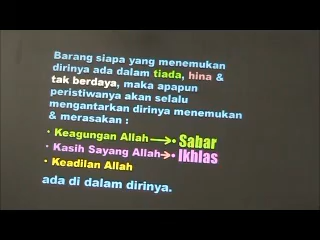 Barang siapa yang menemukan
dirinya ada dalam tiada, hina &
tak berdaya, maka apapun
peristiwanya akan selalu
mengantarkan dirinya menemukan
& merasakan :
· Keagungan Allah → • Sabar
· Kasih Sayang Allah → • Ikhlas
· Keadilan Allah
ada di dalam dirinya.